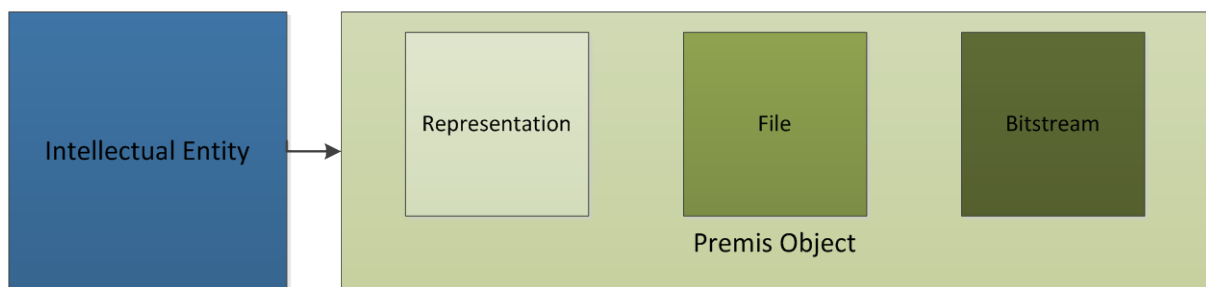 Intellectual Entity
Representation
File
Bitstream
Premis Object